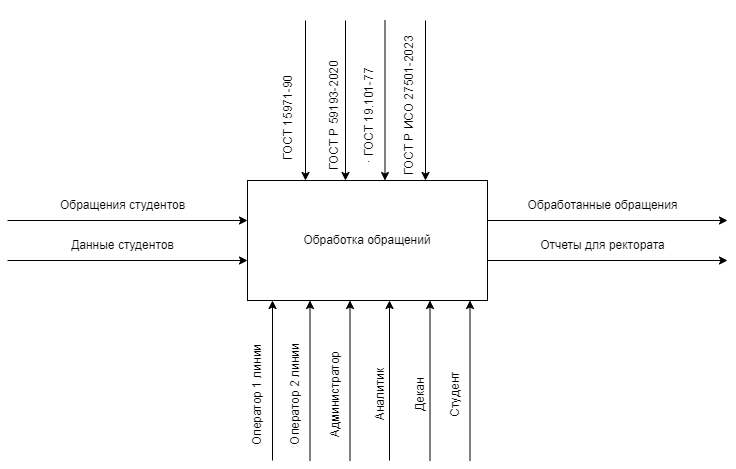 ГОСТ 15971-90
ГОСТ Р 59193-2020
· ГОСТ 19.101-77
ГОСТ Р ИСО 27501-2023
Обращения студентов
Данные студентов
Обработка обращений
Обработанные обращения
Отчеты для ректората
Оператор 1 линии
Оператор 2 линии
Администратор
Аналитик
Декан
Студент